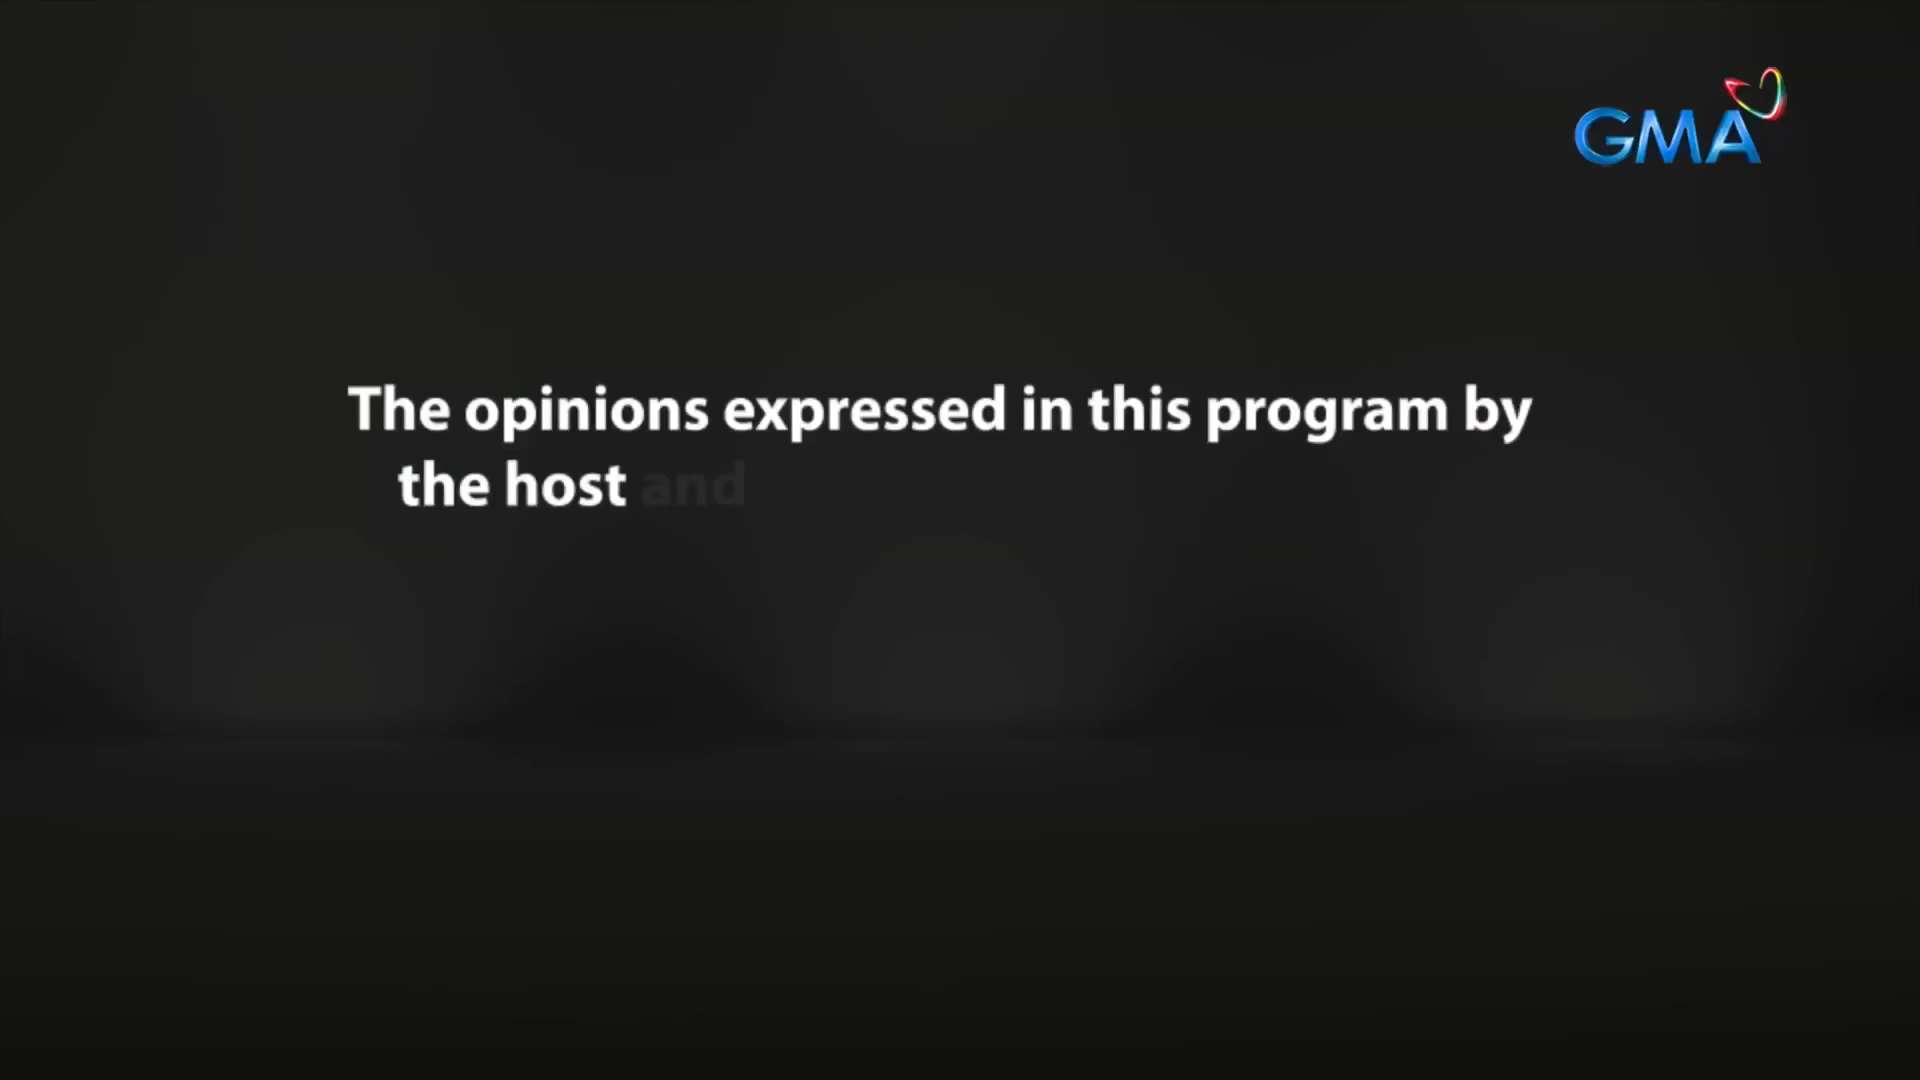 GMA
The opinions expressed in this program by
the host and